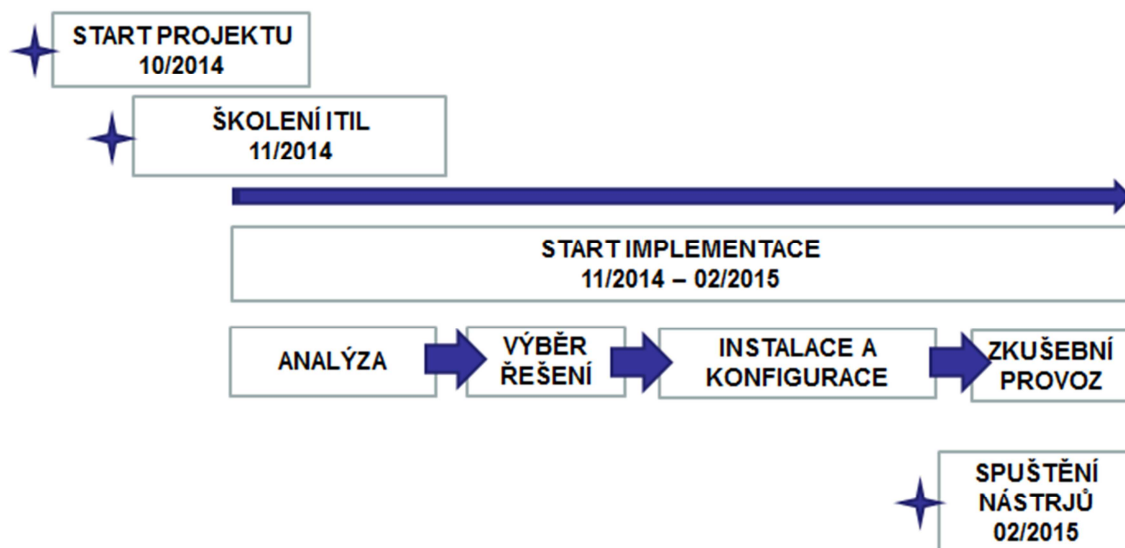 START PROJEKTU
10/2014
ŠKOLENÍ ITIL
11/2014
START IMPLEMENTACE
11/2014 – 02/2015
ANALÝZA
VÝBĚR
ŘEŠENÍ
INSTALACE A
KONFIGURACE
ZKUŠEBNÍ
PROVOZ
SPUŠTĚNÍ
NÁSTRJŮ
02/2015